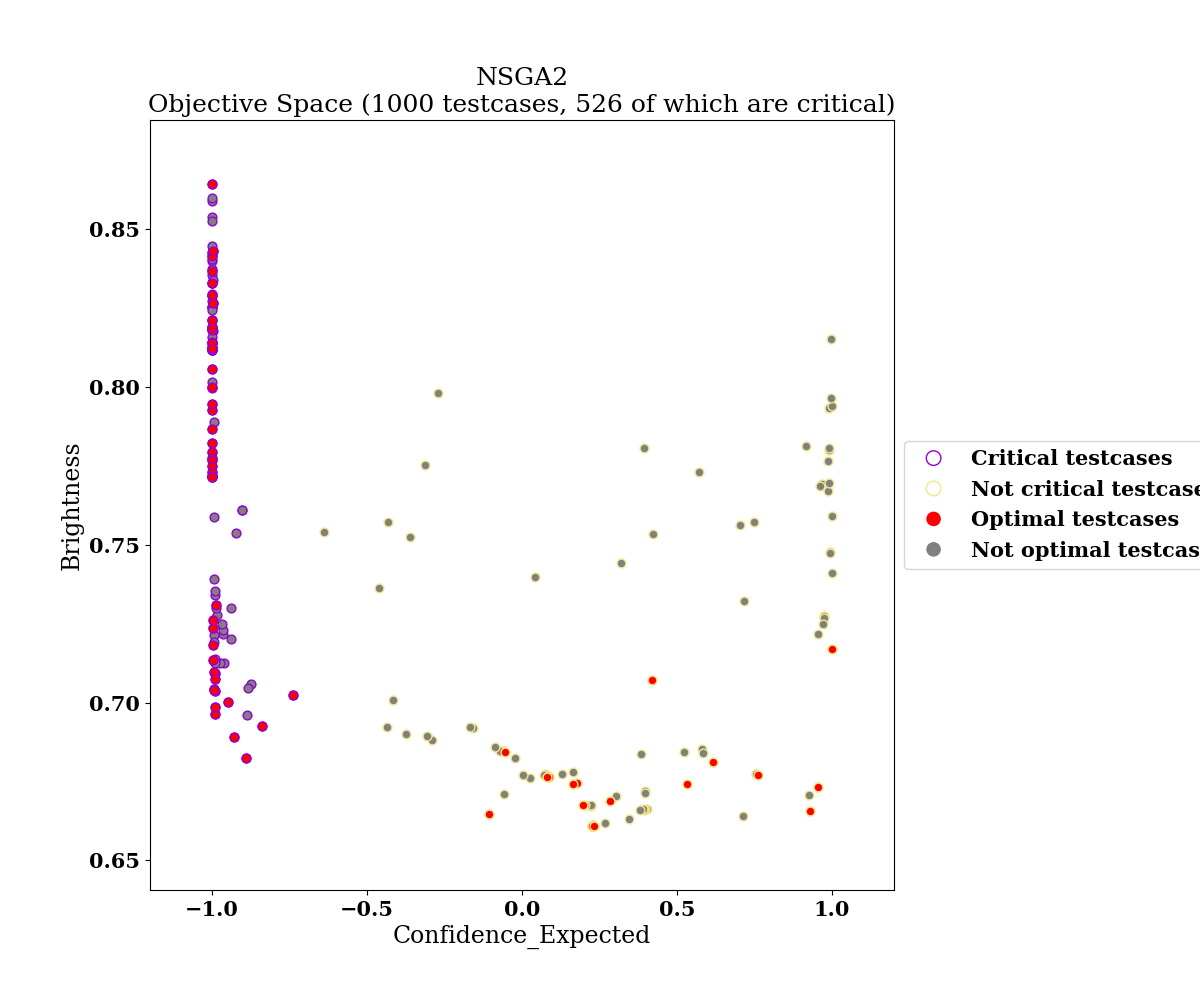 NSGA2
Objective Space (1000 testcases, 526 of which are critical)
0.85
0.80
0.75
0.70
0.65
Brightness
−1.0
−0.5
0.0
0.5
1.0
Confidence_Expected
Critical testcases
Not critical testcase
Optimal testcases
Not optimal testcas